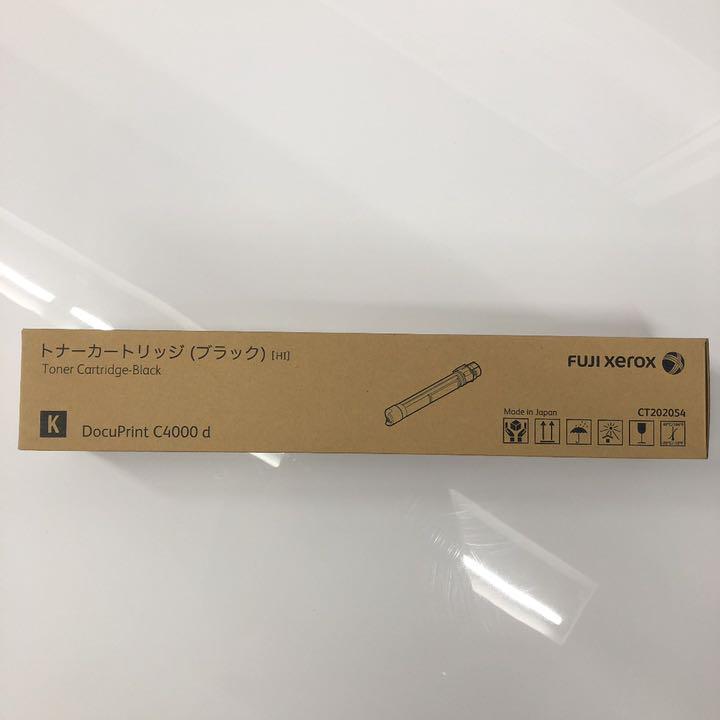 トナーカートリッジ (ブラック) [HI]
Toner Cartridge-Black
FUJI xerox
K
DocuPrint C4000 d
Made in Japan
CT202054